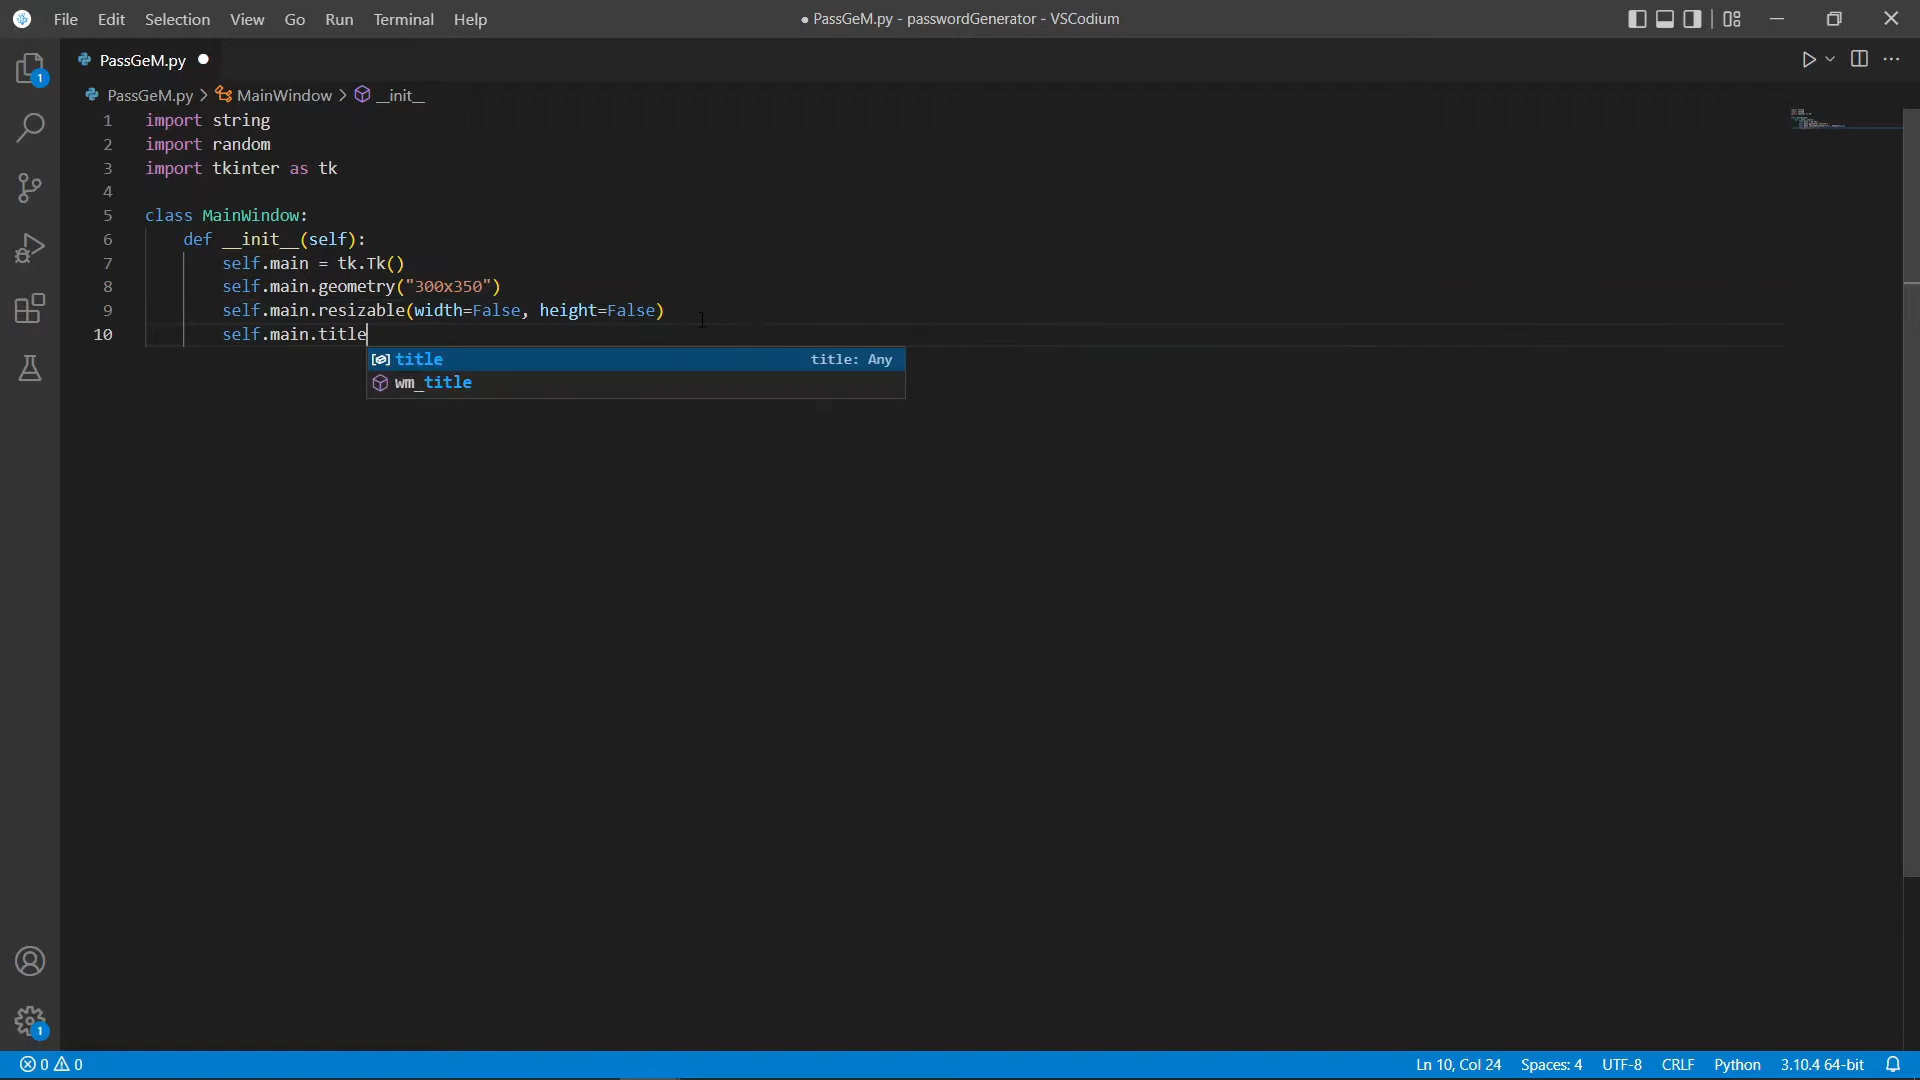 File Edit Selection View Go Run Terminal Help ● PassGeM.py - passwordGenerator - VSCodium
PassGeM.py ●
PassGeM.py > MainWindow > __init__
1 import string
2 import random
3 import tkinter as tk
4
5 class MainWindow:
6 def __init__(self):
7 self.main = tk.Tk()
8 self.main.geometry("300x350")
9 self.main.resizable(width=False, height=False)
10 self.main.title
title title: Any
wm_title
1
1
0 0 Ln 10, Col 24 Spaces: 4 UTF-8 CRLF Python 3.10.4 64-bit